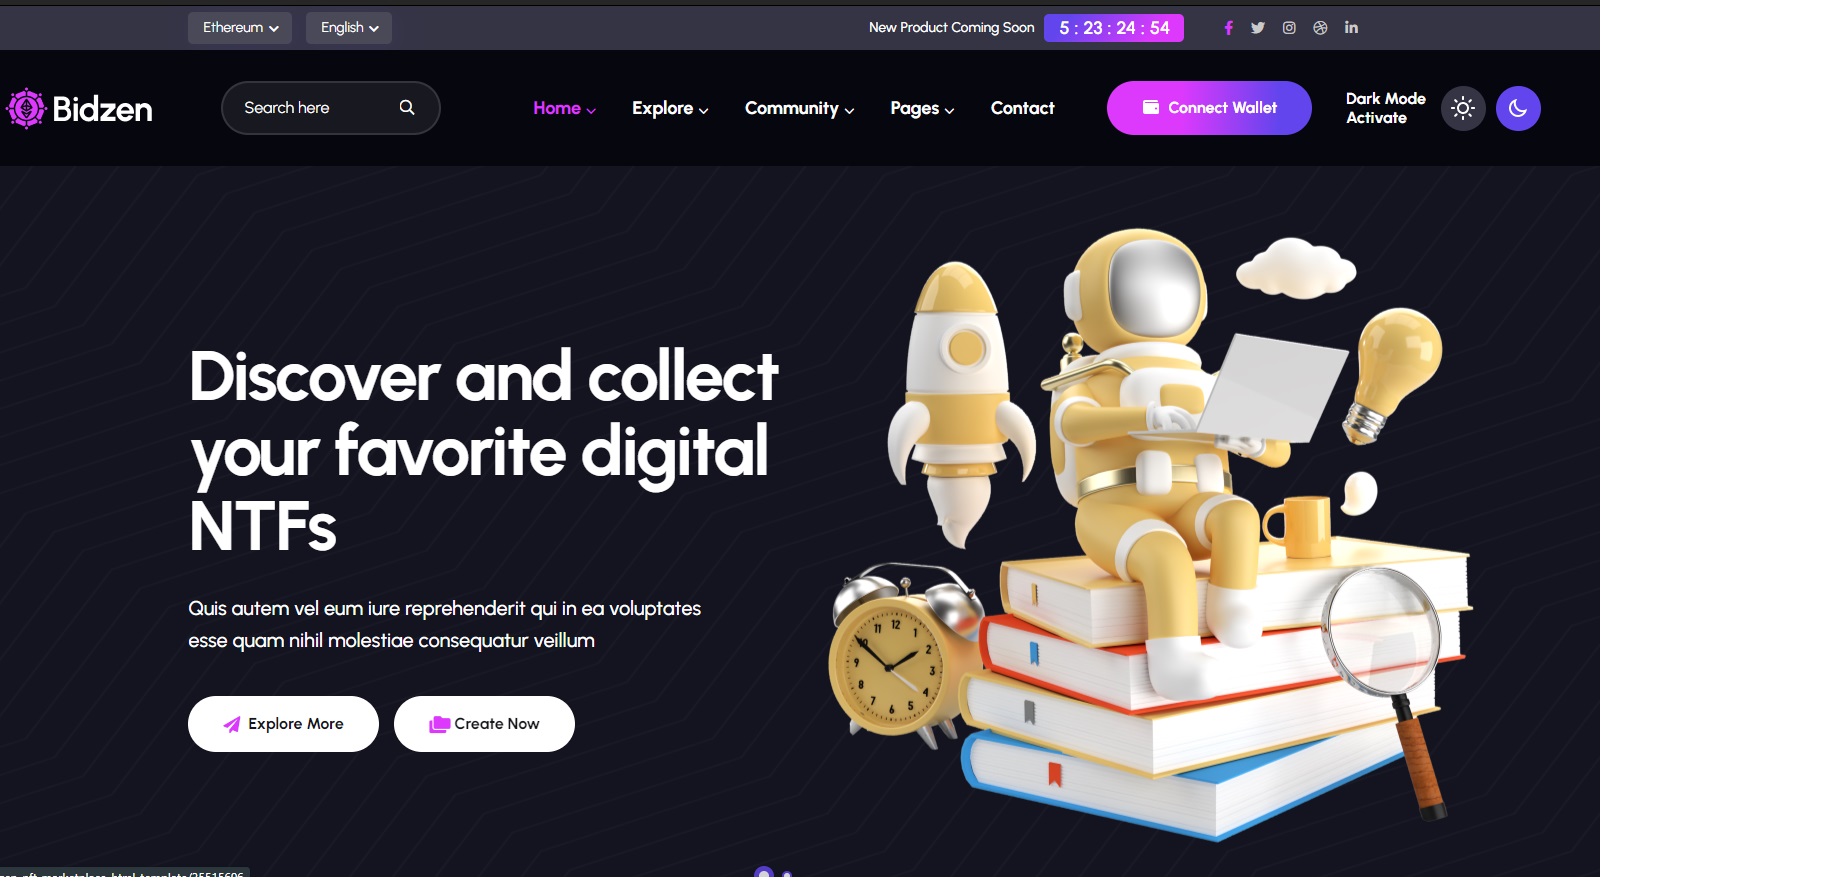 Ethereum
English
New Product Coming Soon
5 : 23 : 24 : 54
Bidzen
Search here
Home
Explore
Community
Pages
Contact
Connect Wallet
Dark Mode
Activate
Discover and collect
your favorite digital
NTFs
Quis autem vel eum iure reprehenderit qui in ea voluptates
esse quam nihil molestiae consequatur veillum
Explore More
Create Now
12
1
2
3
4
5
6
7
8
9
10
11